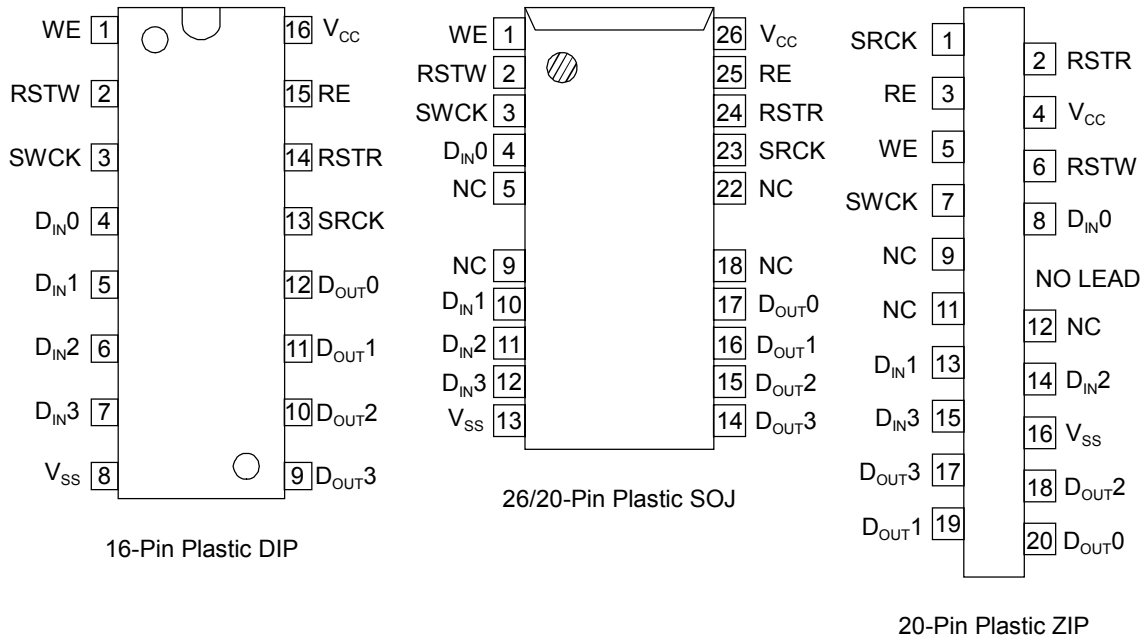 WE 1 16 VCC
RSTW 2 15 RE
SWCK 3 14 RSTR
DIN0 4 13 SRCK
DIN1 5 12 DOUT0
DIN2 6 11 DOUT1
DIN3 7 10 DOUT2
VSS 8 9 DOUT3
16-Pin Plastic DIP
WE 1 26 VCC
RSTW 2 25 RE
SWCK 3 24 RSTR
DIN0 4 23 SRCK
NC 5 22 NC
NC 9 18 NC
DIN1 10 17 DOUT0
DIN2 11 16 DOUT1
DIN3 12 15 DOUT2
VSS 13 14 DOUT3
26/20-Pin Plastic SOJ
SRCK 1
2 RSTR
RE 3
4 VCC
WE 5
6 RSTW
SWCK 7
8 DIN0
NC 9
NO LEAD
NC 11
12 NC
DIN1 13
14 DIN2
DIN3 15
16 VSS
DOUT3 17
18 DOUT2
DOUT1 19
20 DOUT0
20-Pin Plastic ZIP